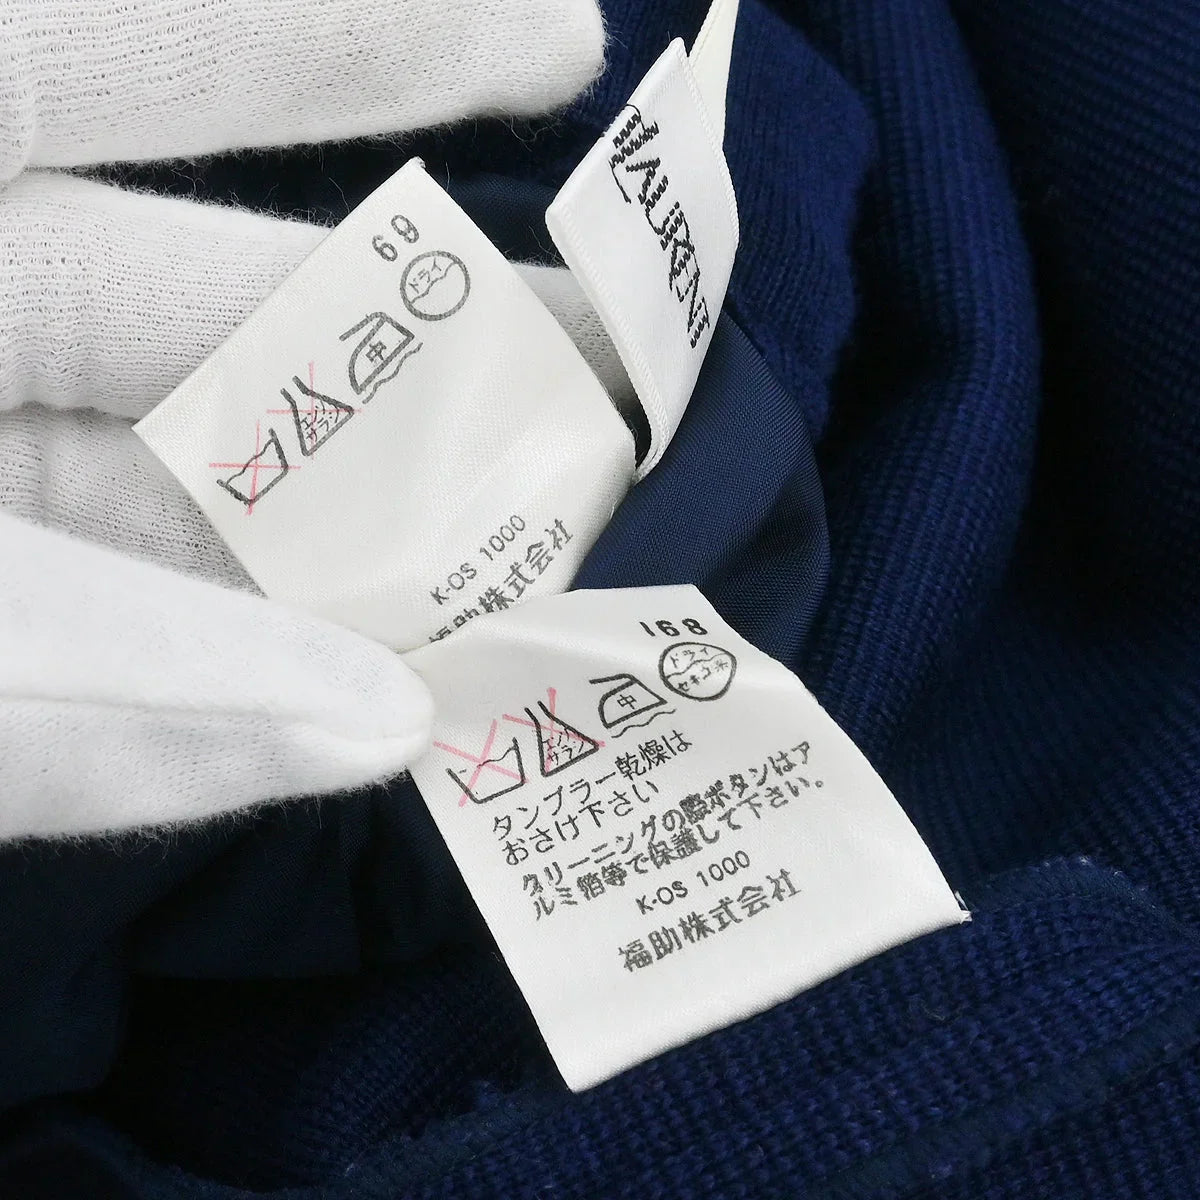 LAURENT
69
ドライ
中
エンソ
サラシ
K-OS 1000
福助株式会社
168
ドライ
セキユ系
中
エンソ
サラシ
タンブラー乾燥は
おさけ下さい
クリーニングの際ボタンはア
ルミ箔等で保護して下さい。
K-OS 1000
福助株式会社